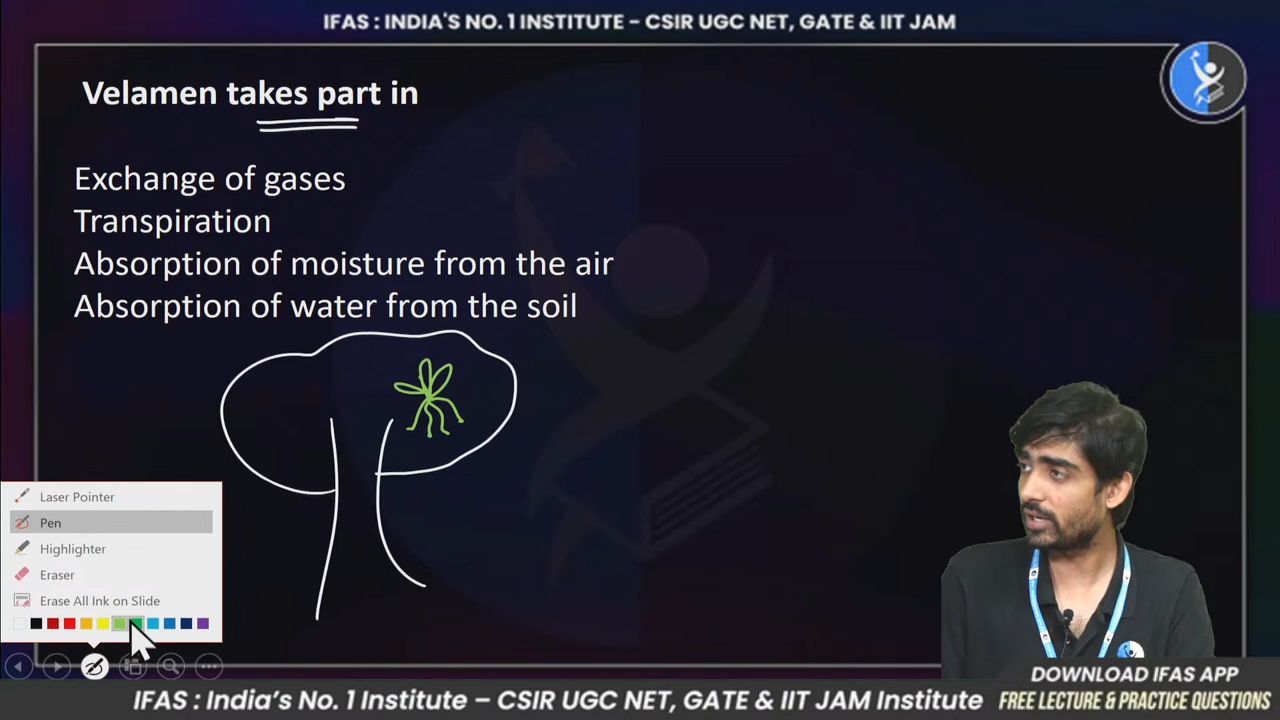 IFAS : INDIA'S NO. 1 INSTITUTE – CSIR UGC NET, GATE & IIT JAM
Velamen takes part in
Exchange of gases
Transpiration
Absorption of moisture from the air
Absorption of water from the soil
Laser Pointer
Pen
Highlighter
Eraser
Erase All Ink on Slide
DOWNLOAD IFAS APP
IFAS : India's No. 1 Institute – CSIR UGC NET, GATE & IIT JAM Institute
FREE LECTURE & PRACTICE QUESTIONS